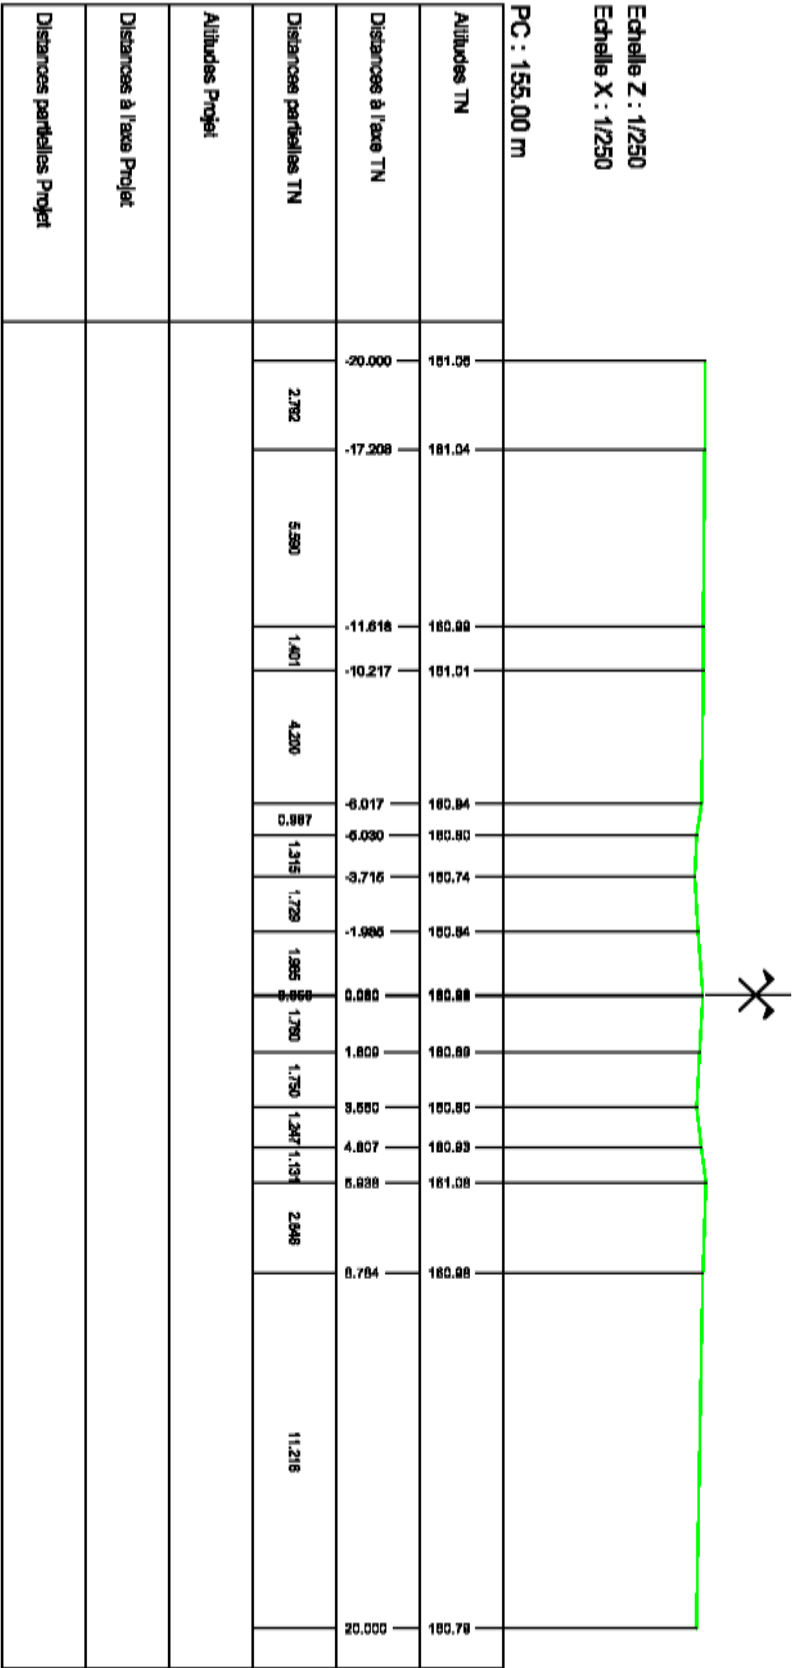 Echelle Z : 1/250
Echelle X : 1/250
PC : 155.00 m
Altitudes TN
161.04 160.99 161.01 160.94 160.80 160.74 160.84 160.89 160.80 160.93 161.08 160.98 160.79
Distances à l'axe TN
-20.000 -17.208 -11.618 -10.217 -6.017 -5.030 -3.715 -1.985 1.809 3.560 4.807 5.938 8.784 20.000
Distances partielles TN
2.792 5.590 1.401 4.200 0.987 1.315 1.729 1.985 1.760 1.750 1.247 1.131 2.846 11.216
Altitudes Projet
Distances à l'axe Projet
Distances partielles Projet